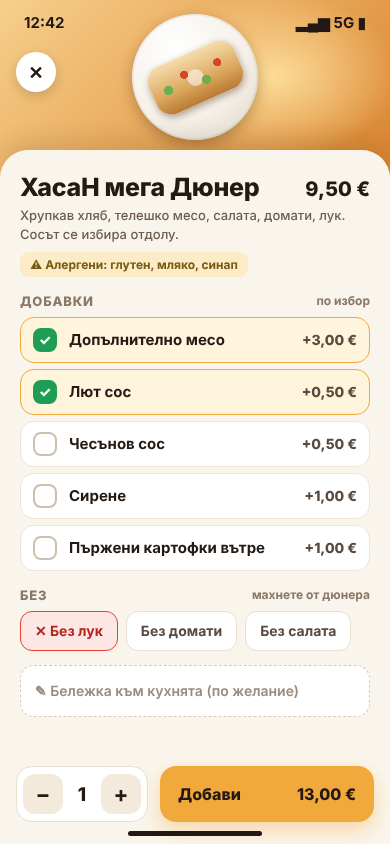 12:42
5G
✕
ХасаН мега Дюнер 9,50 €
Хрупкав хляб, телешко месо, салата, домати, лук.
Сосът се избира отдолу.
⚠ Алергени: глутен, мляко, синап
ДОБАВКИ по избор
Допълнително месо +3,00 €
Лют сос +0,50 €
Чесънов сос +0,50 €
Сирене +1,00 €
Пържени картофки вътре +1,00 €
БЕЗ махнете от дюнера
✕ Без лук Без домати Без салата
✎ Бележка към кухнята (по желание)
− 1 + Добави 13,00 €